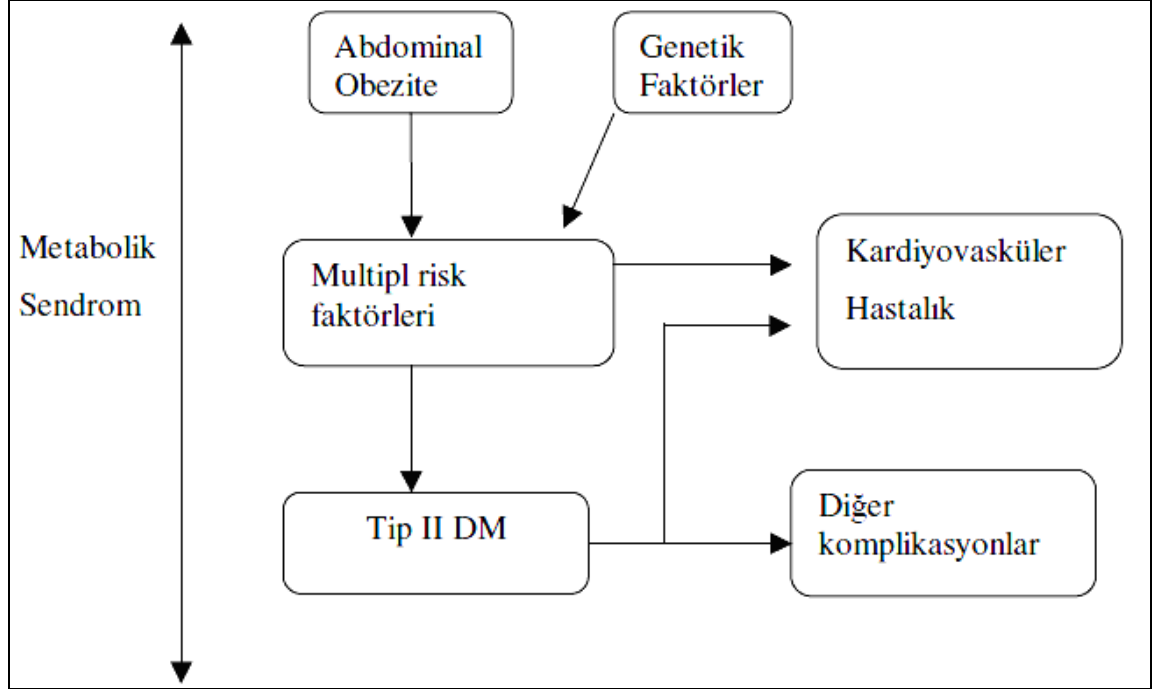 Abdominal
Obezite
Genetik
Faktörler
Metabolik
Sendrom
Multipl risk
faktörleri
Kardiyovasküler
Hastalık
Tip II DM
Diğer
komplikasyonlar